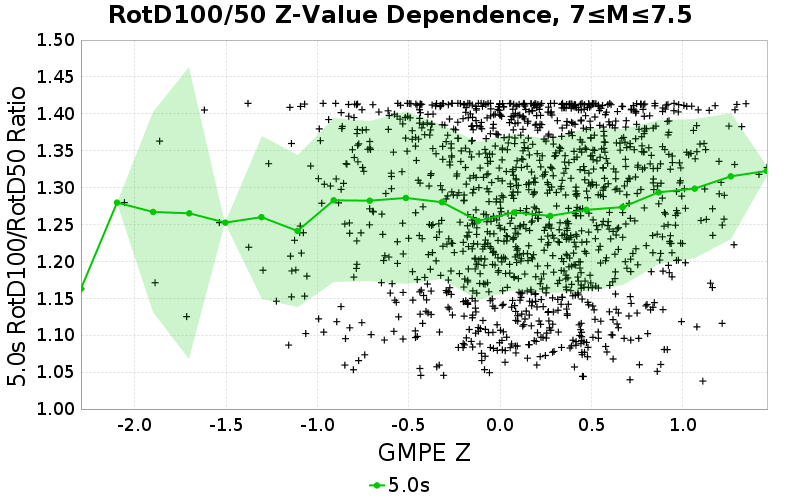 RotD100/50 Z-Value Dependence, 7≤M≤7.5
5.0s RotD100/RotD50 Ratio
1.50
1.45
1.40
1.35
1.30
1.25
1.20
1.15
1.10
1.05
1.00
-2.0 -1.5 -1.0 -0.5 0.0 0.5 1.0
GMPE Z
5.0s